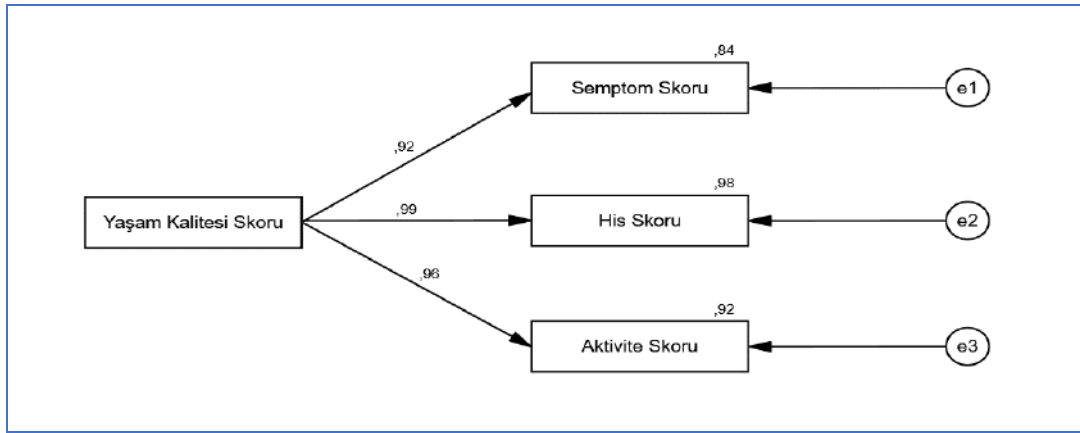 ,84
Semptom Skoru
e1
,92
,98
Yaşam Kalitesi Skoru
,99
His Skoru
e2
,96
,92
Aktivite Skoru
e3